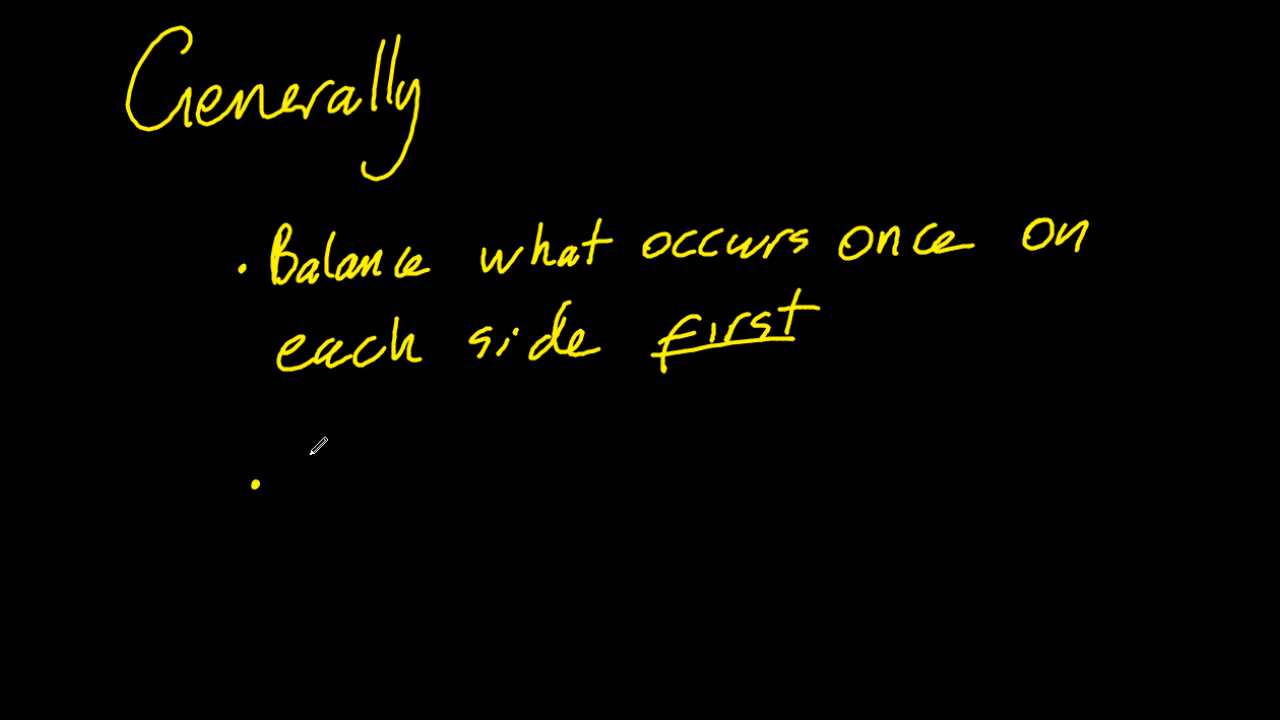 Generally
• Balance what occurs once on
each side first
•